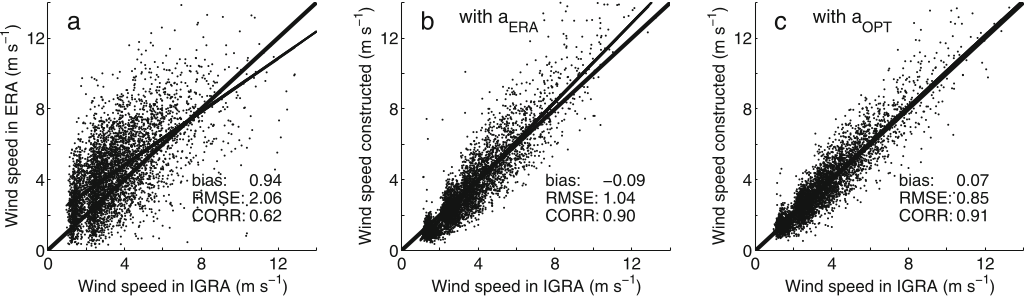 a
Wind speed in ERA (m s⁻¹)
12
8
4
0
bias: 0.94
RMSE: 2.06
CORR: 0.62
0 4 8 12
Wind speed in IGRA (m s⁻¹)
b
with a_ERA
Wind speed constructed (m s⁻¹)
12
8
4
0
bias: −0.09
RMSE: 1.04
CORR: 0.90
0 4 8 12
Wind speed in IGRA (m s⁻¹)
c
with a_OPT
Wind speed constructed (m s⁻¹)
12
8
4
0
bias: 0.07
RMSE: 0.85
CORR: 0.91
0 4 8 12
Wind speed in IGRA (m s⁻¹)